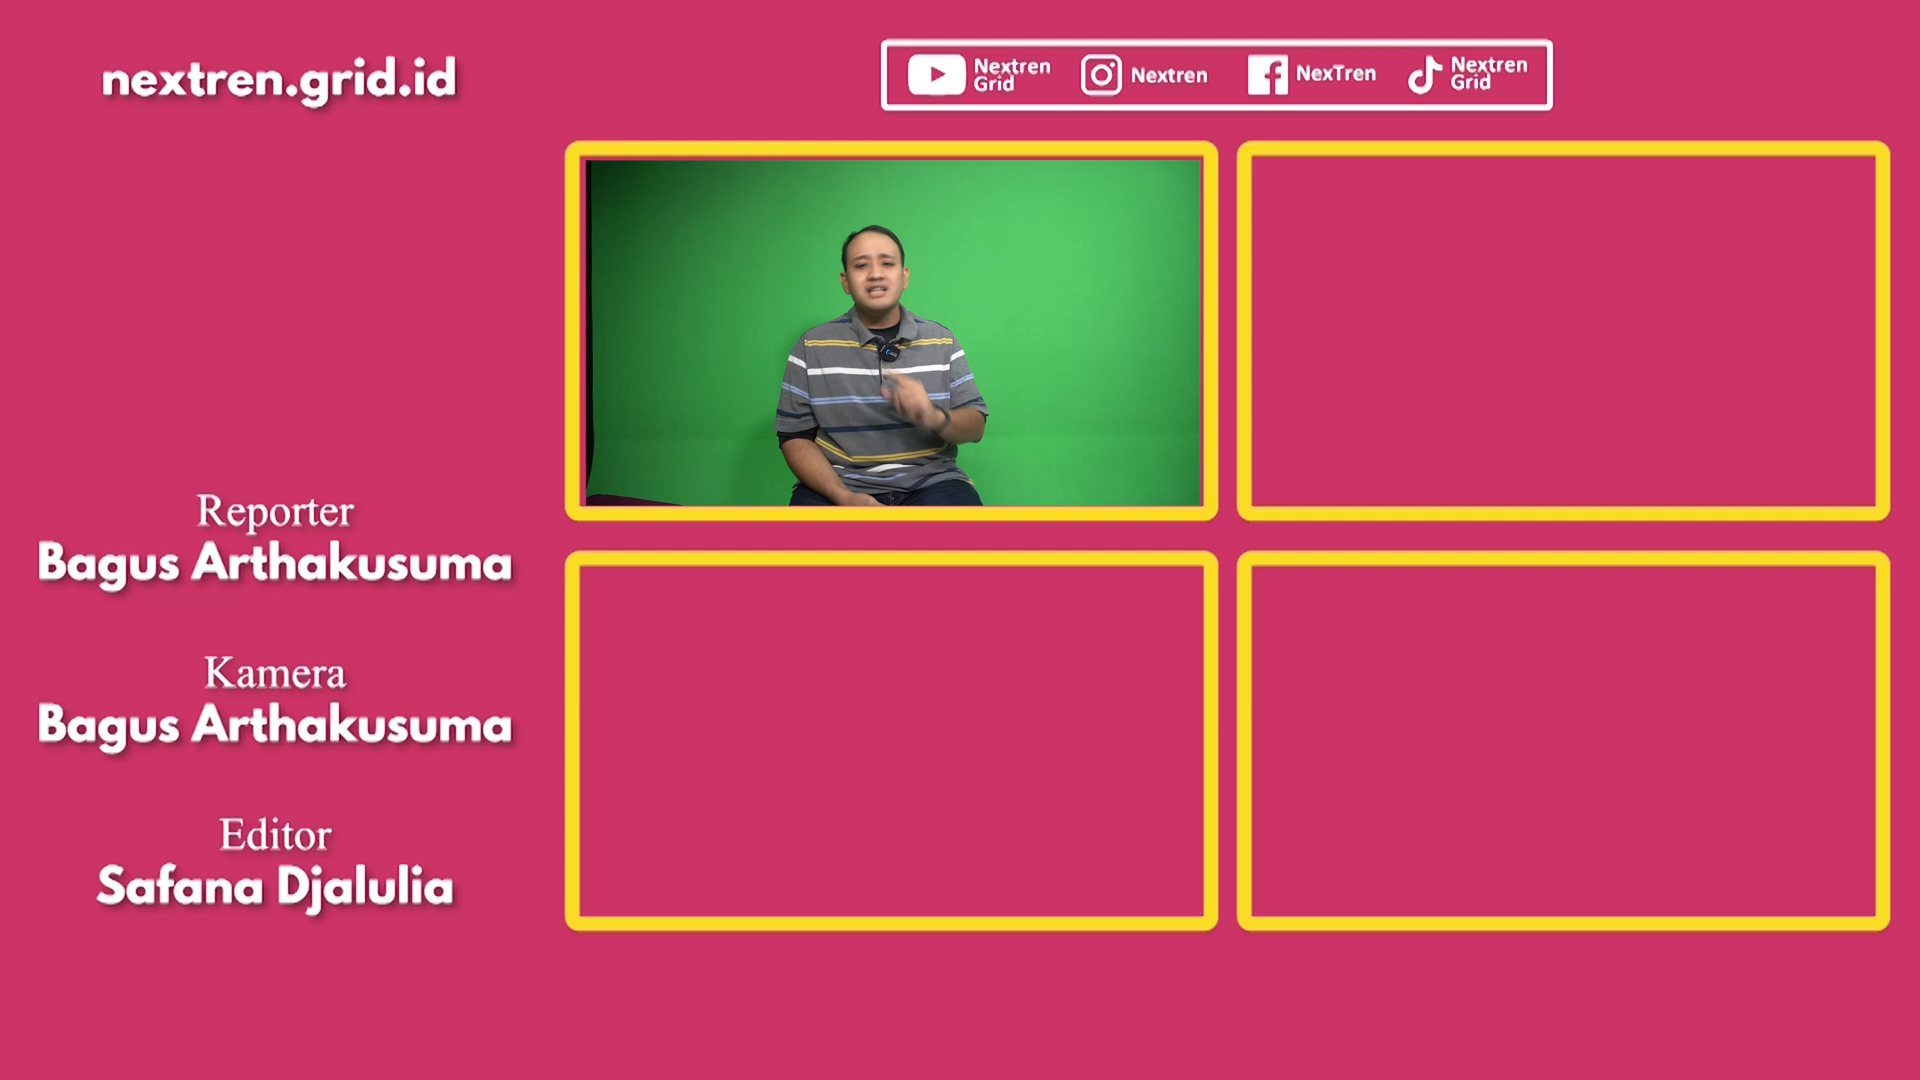 nextren.grid.id
Nextren
Grid
Nextren
NexTren
Nextren
Grid
Reporter
Bagus Arthakusuma
Kamera
Bagus Arthakusuma
Editor
Safana Djalulia